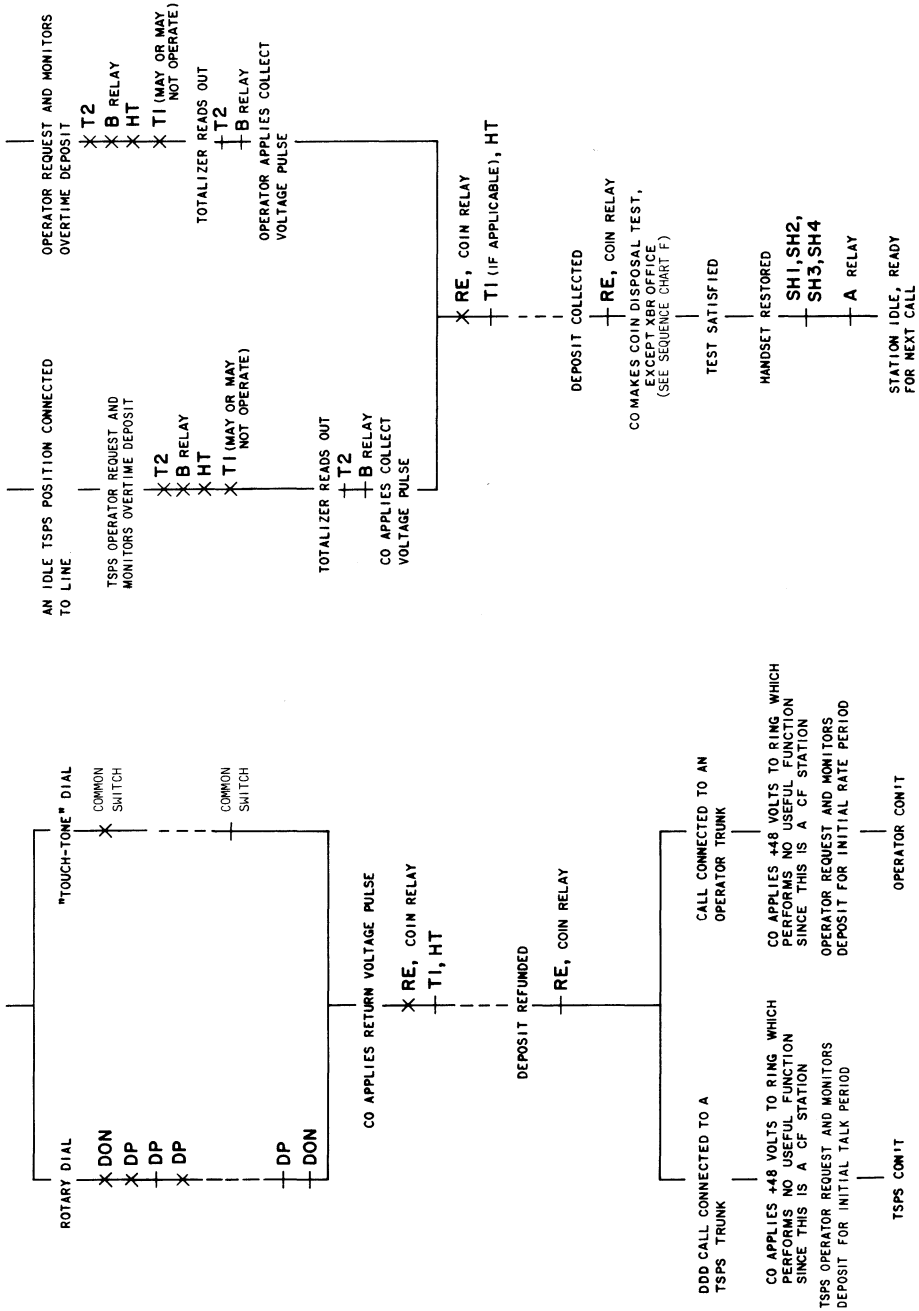 ROTARY DIAL
DON
DP
DP
DP
DP
DON
"TOUCH-TONE" DIAL
COMMON
SWITCH
COMMON
SWITCH
CO APPLIES RETURN VOLTAGE PULSE
RE, COIN RELAY
T1, HT
DEPOSIT REFUNDED
RE, COIN RELAY
DDD CALL CONNECTED TO A
TSPS TRUNK
CO APPLIES +48 VOLTS TO RING WHICH
PERFORMS NO USEFUL FUNCTION
SINCE THIS IS A CF STATION
TSPS OPERATOR REQUEST AND MONITORS
DEPOSIT FOR INITIAL TALK PERIOD
TSPS CON'T
CALL CONNECTED TO AN
OPERATOR TRUNK
CO APPLIES +48 VOLTS TO RING WHICH
PERFORMS NO USEFUL FUNCTION
SINCE THIS IS A CF STATION
OPERATOR REQUEST AND MONITORS
DEPOSIT FOR INITIAL RATE PERIOD
OPERATOR CON'T
AN IDLE TSPS POSITION CONNECTED
TO LINE
TSPS OPERATOR REQUEST AND
MONITORS OVERTIME DEPOSIT
T2
B RELAY
HT
T1 (MAY OR MAY
NOT OPERATE)
TOTALIZER READS OUT
T2
B RELAY
CO APPLIES COLLECT
VOLTAGE PULSE
OPERATOR REQUEST AND MONITORS
OVERTIME DEPOSIT
T2
B RELAY
HT
T1 (MAY OR MAY
NOT OPERATE)
TOTALIZER READS OUT
T2
B RELAY
OPERATOR APPLIES COLLECT
VOLTAGE PULSE
RE, COIN RELAY
T1 (IF APPLICABLE), HT
DEPOSIT COLLECTED
RE, COIN RELAY
CO MAKES COIN DISPOSAL TEST,
EXCEPT XBR OFFICE
(SEE SEQUENCE CHART F)
TEST SATISFIED
HANDSET RESTORED
SH1, SH2,
SH3, SH4
A RELAY
STATION IDLE, READY
FOR NEXT CALL